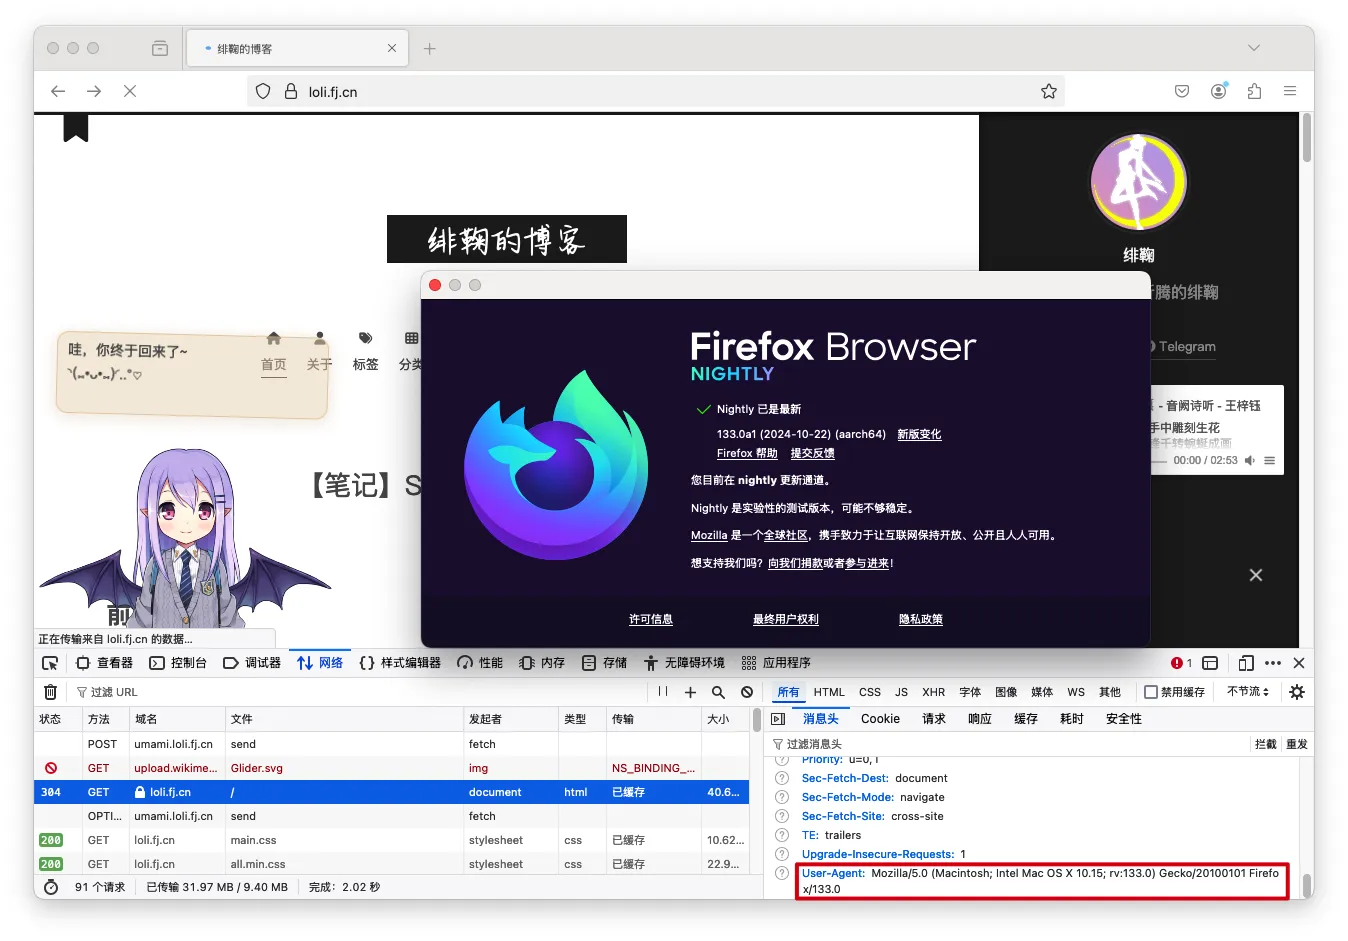 绯鞠的博客
loli.fj.cn
绯鞠的博客
绯鞠
折腾的绯鞠
Telegram
哇，你终于回来了~
首页
关于
标签
分类
【笔记】S
前
- 音阙诗听 - 王梓钰
手中雕刻生花
锋千转蜿蜒成画
00:00 / 02:53
Firefox Browser
NIGHTLY
Nightly 已是最新
133.0a1 (2024-10-22) (aarch64) 新版变化
Firefox 帮助 提交反馈
您目前在 nightly 更新通道。
Nightly 是实验性的测试版本，可能不够稳定。
Mozilla 是一个全球社区，携手致力于让互联网保持开放、公开且人人可用。
想支持我们吗？向我们捐款或者参与进来！
许可信息 最终用户权利 隐私政策
正在传输来自 loli.fj.cn 的数据...
查看器 控制台 调试器 网络 样式编辑器 性能 内存 存储 无障碍环境 应用程序 1
过滤 URL
所有 HTML CSS JS XHR 字体 图像 媒体 WS 其他 禁用缓存 不节流
状态 方法 域名 文件 发起者 类型 传输 大小
POST umami.loli.fj.cn send fetch
GET upload.wikime... Glider.svg img NS_BINDING_...
304 GET loli.fj.cn / document html 已缓存 40.6...
OPTI... umami.loli.fj.cn send fetch
200 GET loli.fj.cn main.css stylesheet css 已缓存 10.62...
200 GET loli.fj.cn all.min.css stylesheet css 已缓存 22.9...
91 个请求 已传输 31.97 MB / 9.40 MB 完成：2.02 秒
消息头 Cookie 请求 响应 缓存 耗时 安全性
过滤消息头 拦截 重发
Priority: u=0, i
Sec-Fetch-Dest: document
Sec-Fetch-Mode: navigate
Sec-Fetch-Site: cross-site
TE: trailers
Upgrade-Insecure-Requests: 1
User-Agent: Mozilla/5.0 (Macintosh; Intel Mac OS X 10.15; rv:133.0) Gecko/20100101 Firefo
x/133.0